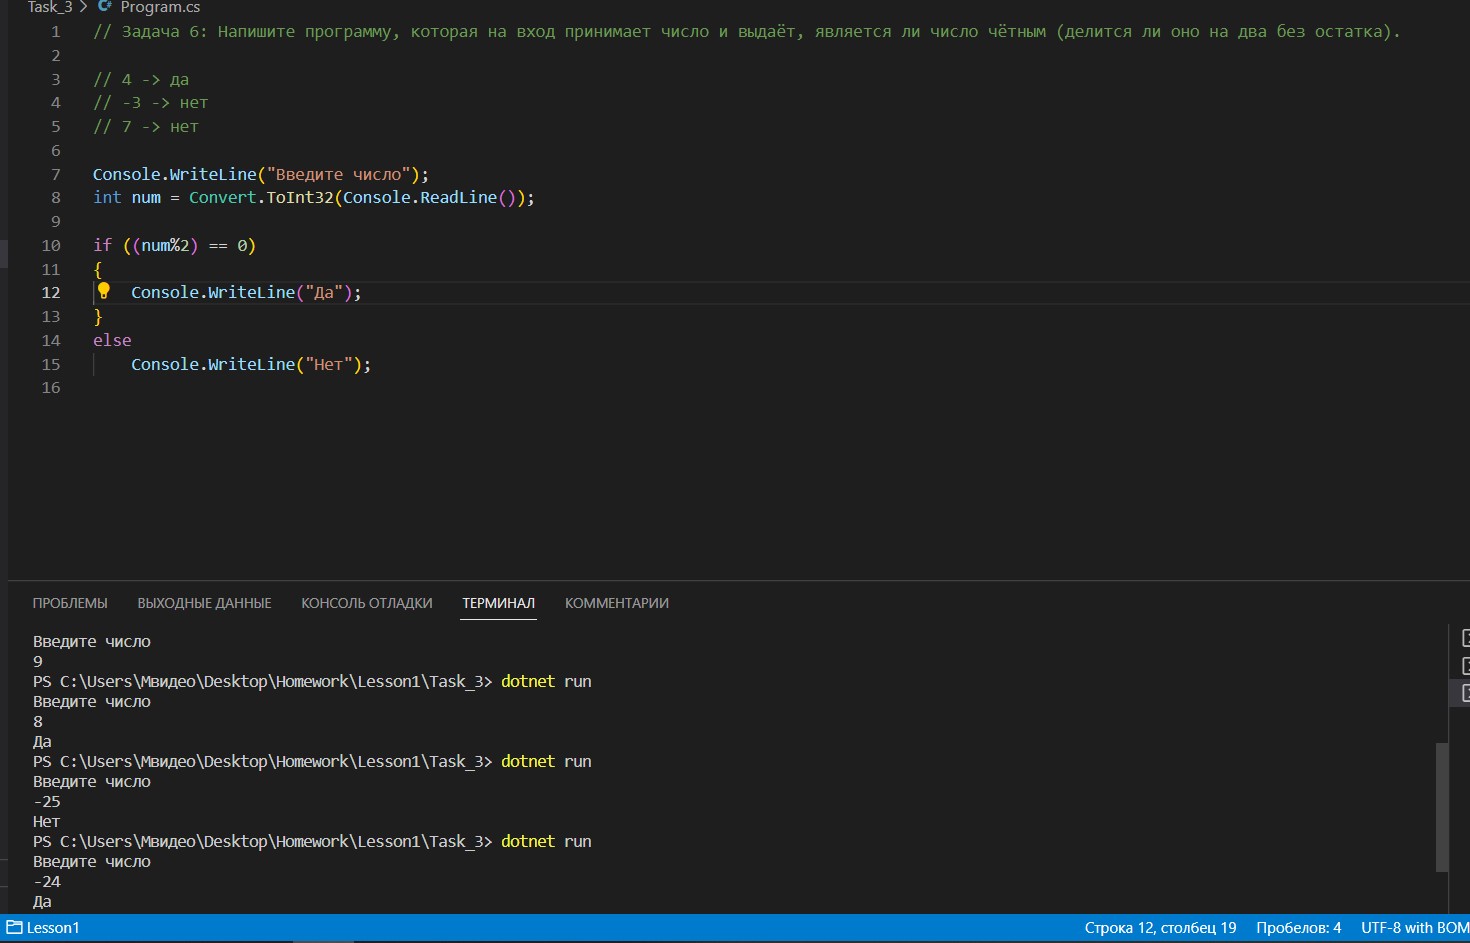 Task_3 > C# Program.cs
1 // Задача 6: Напишите программу, которая на вход принимает число и выдаёт, является ли число чётным (делится ли оно на два без остатка).
2
3 // 4 -> да
4 // -3 -> нет
5 // 7 -> нет
6
7 Console.WriteLine("Введите число");
8 int num = Convert.ToInt32(Console.ReadLine());
9
10 if ((num%2) == 0)
11 {
12 Console.WriteLine("Да");
13 }
14 else
15 Console.WriteLine("Нет");
16
ПРОБЛЕМЫ ВЫХОДНЫЕ ДАННЫЕ КОНСОЛЬ ОТЛАДКИ ТЕРМИНАЛ КОММЕНТАРИИ
Введите число
9
PS C:\Users\Мвидео\Desktop\Homework\Lesson1\Task_3> dotnet run
Введите число
8
Да
PS C:\Users\Мвидео\Desktop\Homework\Lesson1\Task_3> dotnet run
Введите число
-25
Нет
PS C:\Users\Мвидео\Desktop\Homework\Lesson1\Task_3> dotnet run
Введите число
-24
Да
Lesson1 Строка 12, столбец 19 Пробелов: 4 UTF-8 with BOM